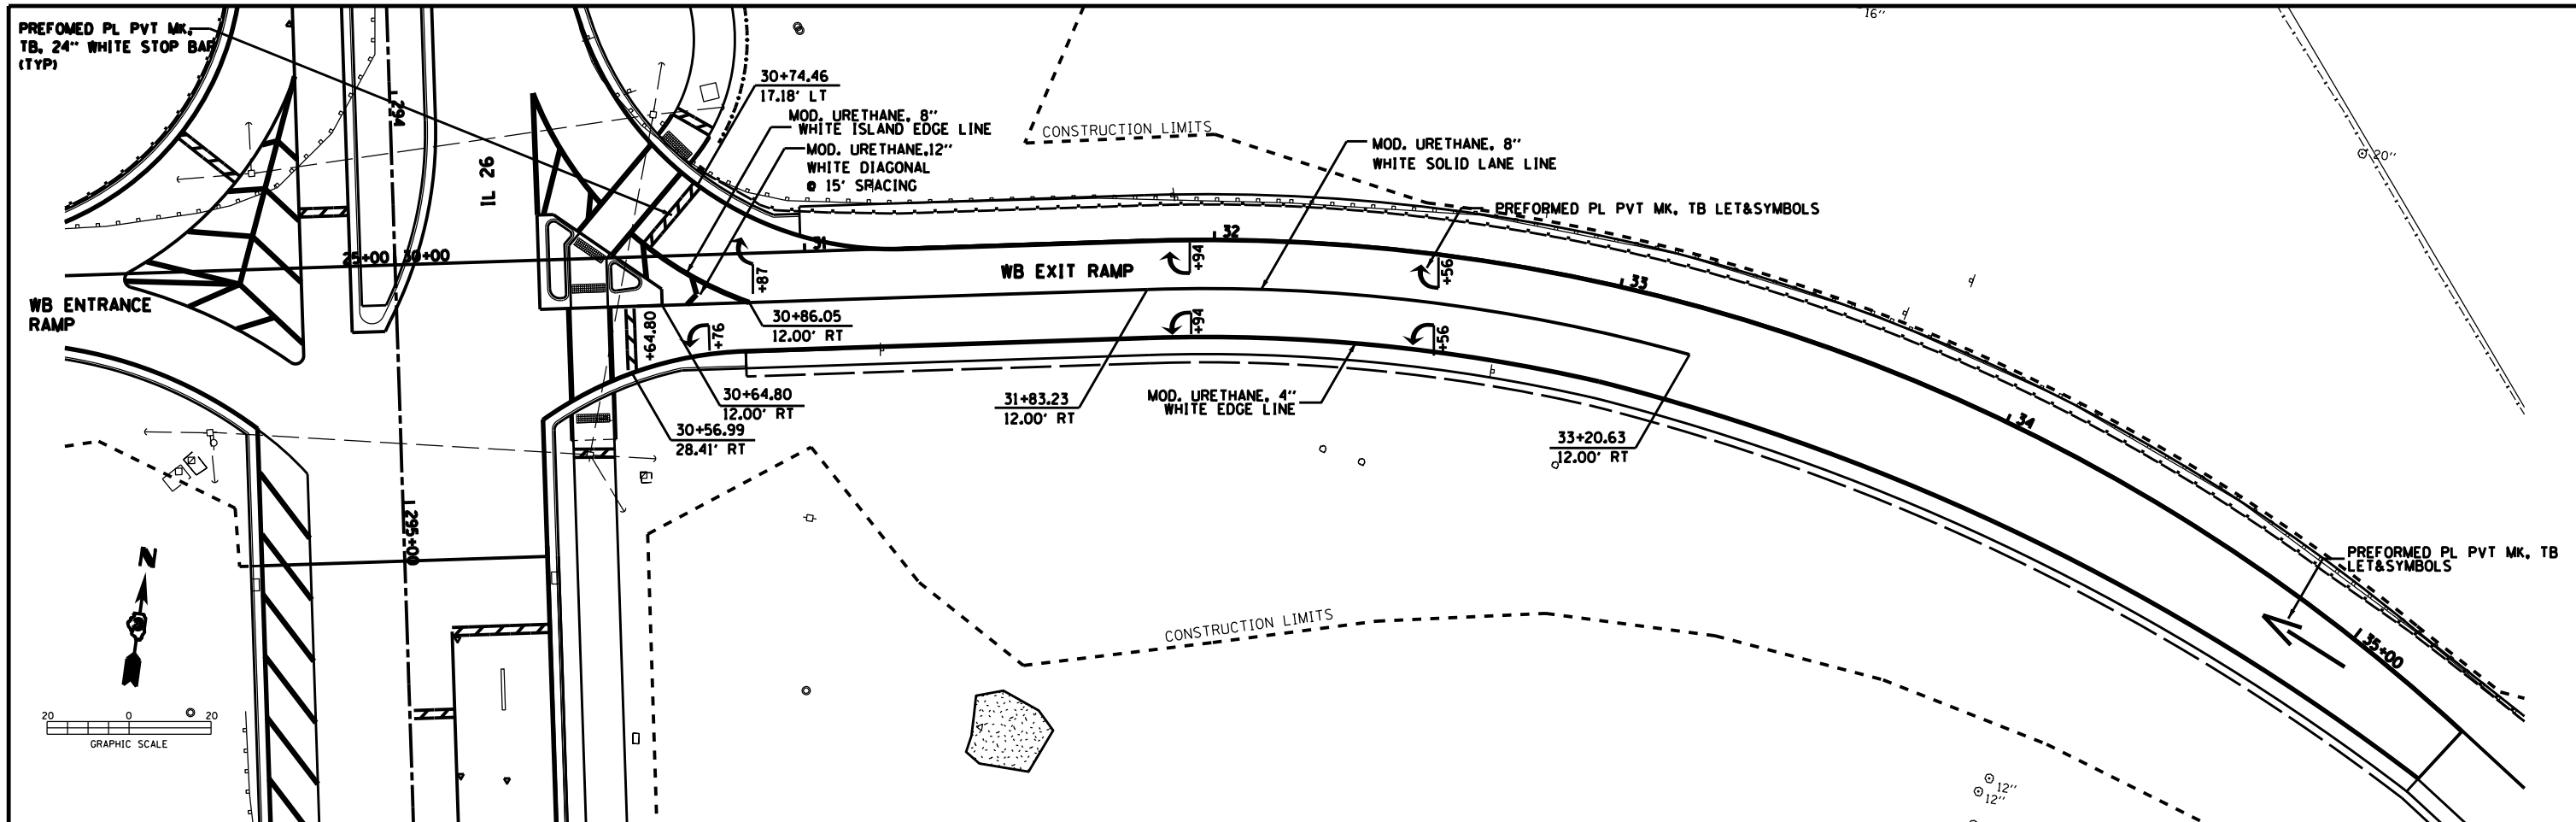 PREFOMED PL PVT MK,
TB, 24" WHITE STOP BAR
(TYP)
L 294
IL 26
30+74.46
17.18' LT
MOD. URETHANE, 8"
WHITE ISLAND EDGE LINE
MOD. URETHANE,12"
WHITE DIAGONAL
@ 15' SPACING
CONSTRUCTION LIMITS
16"
20"
MOD. URETHANE, 8"
WHITE SOLID LANE LINE
PREFORMED PL PVT MK, TB LET&SYMBOLS
25+00
30+00
31
32
33
34
35+00
WB EXIT RAMP
+87
+94
+56
WB ENTRANCE
RAMP
+64.80
+76
+94
+56
30+86.05
12.00' RT
30+64.80
12.00' RT
30+56.99
28.41' RT
31+83.23
12.00' RT
MOD. URETHANE, 4"
WHITE EDGE LINE
33+20.63
12.00' RT
295+00
N
PREFORMED PL PVT MK, TB
LET&SYMBOLS
CONSTRUCTION LIMITS
20 0 20
GRAPHIC SCALE
12"
12"